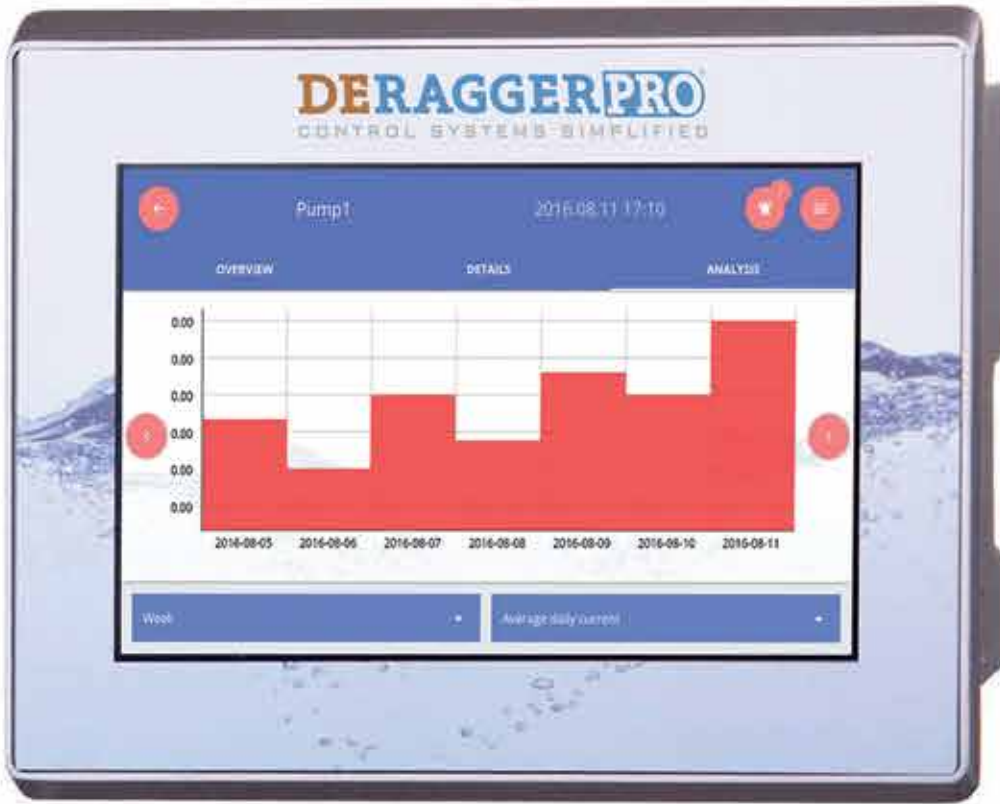 DERAGGERPRO
CONTROL SYSTEMS SIMPLIFIED
Pump1 2016.08.11 17:10
OVERVIEW DETAILS ANALYSIS
0.00
0.00
0.00
0.00
0.00
0.00
2016-08-05 2016-08-06 2016-08-07 2016-08-08 2016-08-09 2016-08-10 2016-08-11
Week Average daily current